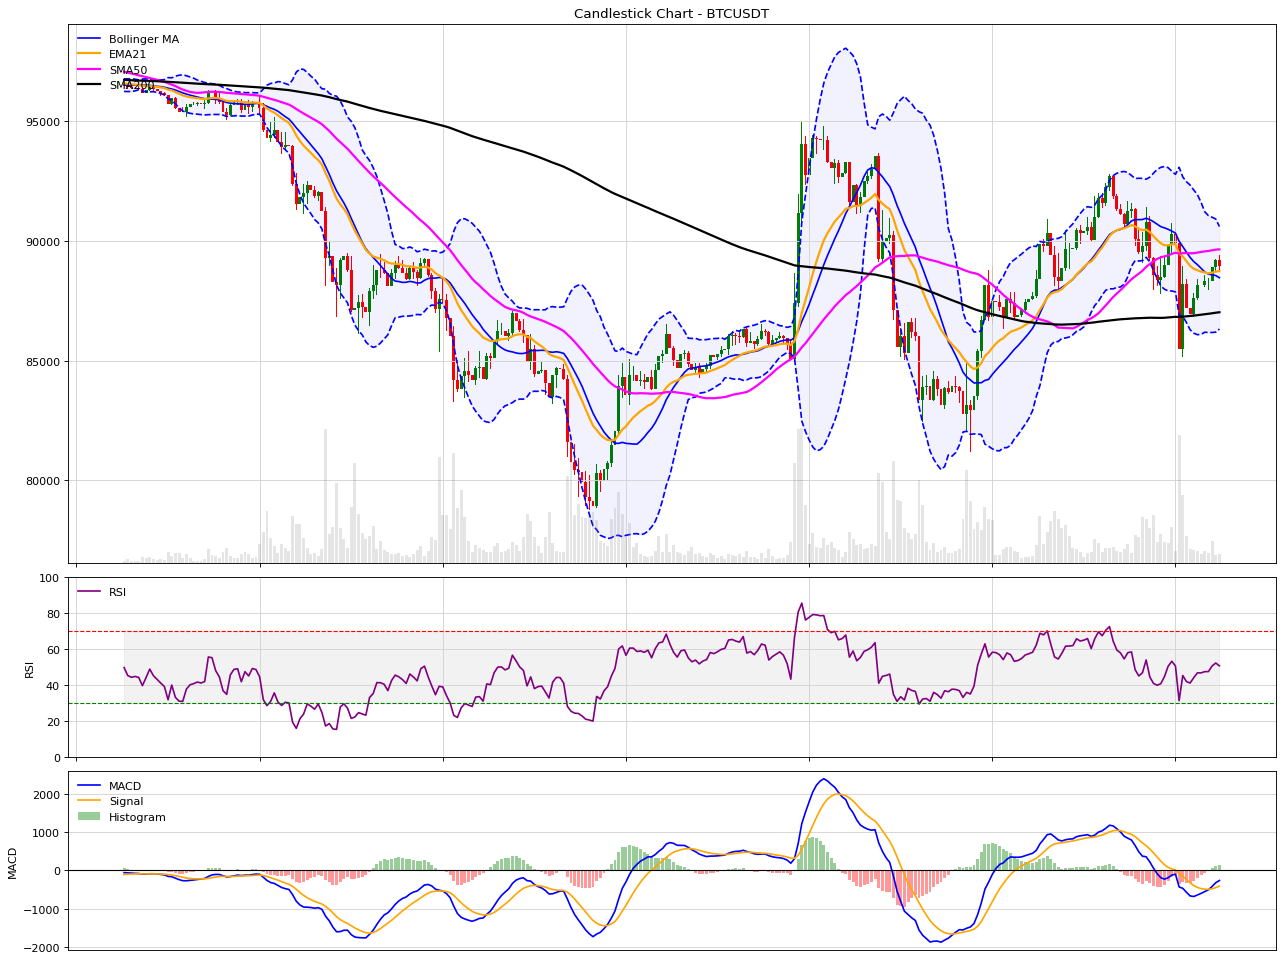 Candlestick Chart - BTCUSDT
Bollinger MA
EMA21
SMA50
SMA200
95000
90000
85000
80000
100
80
60
40
20
0
RSI
RSI
2000
1000
0
−1000
−2000
MACD
MACD
Signal
Histogram